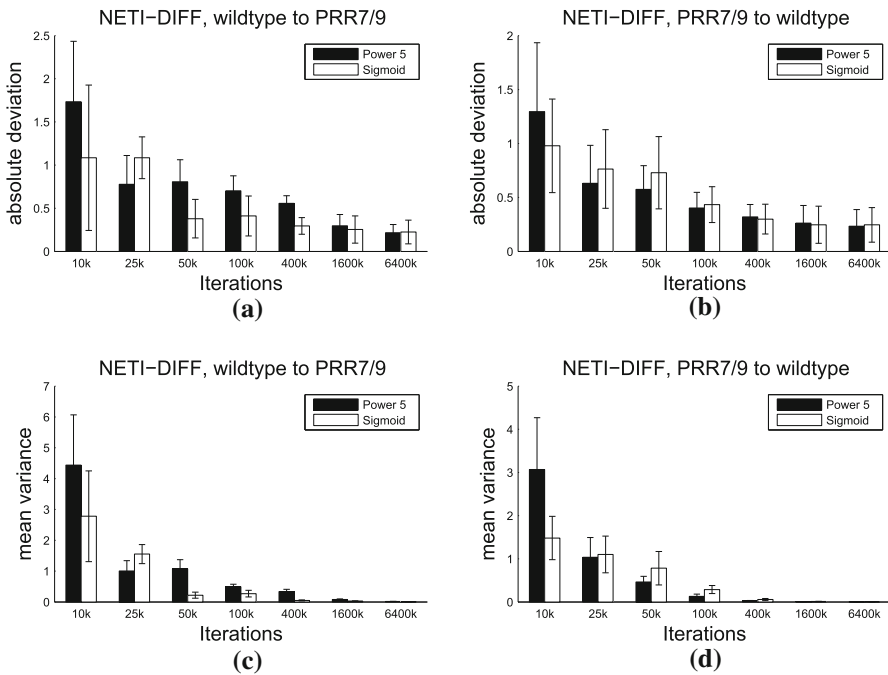 NETI−DIFF, wildtype to PRR7/9
2.5
2
1.5
1
0.5
0
absolute deviation
Power 5
Sigmoid
10k 25k 50k 100k 400k 1600k 6400k
Iterations
(a)
NETI−DIFF, PRR7/9 to wildtype
2
1.5
1
0.5
0
absolute deviation
Power 5
Sigmoid
10k 25k 50k 100k 400k 1600k 6400k
Iterations
(b)
NETI−DIFF, wildtype to PRR7/9
7
6
5
4
3
2
1
0
mean variance
Power 5
Sigmoid
10k 25k 50k 100k 400k 1600k 6400k
Iterations
(c)
NETI−DIFF, PRR7/9 to wildtype
5
4
3
2
1
0
mean variance
Power 5
Sigmoid
10k 25k 50k 100k 400k 1600k 6400k
Iterations
(d)